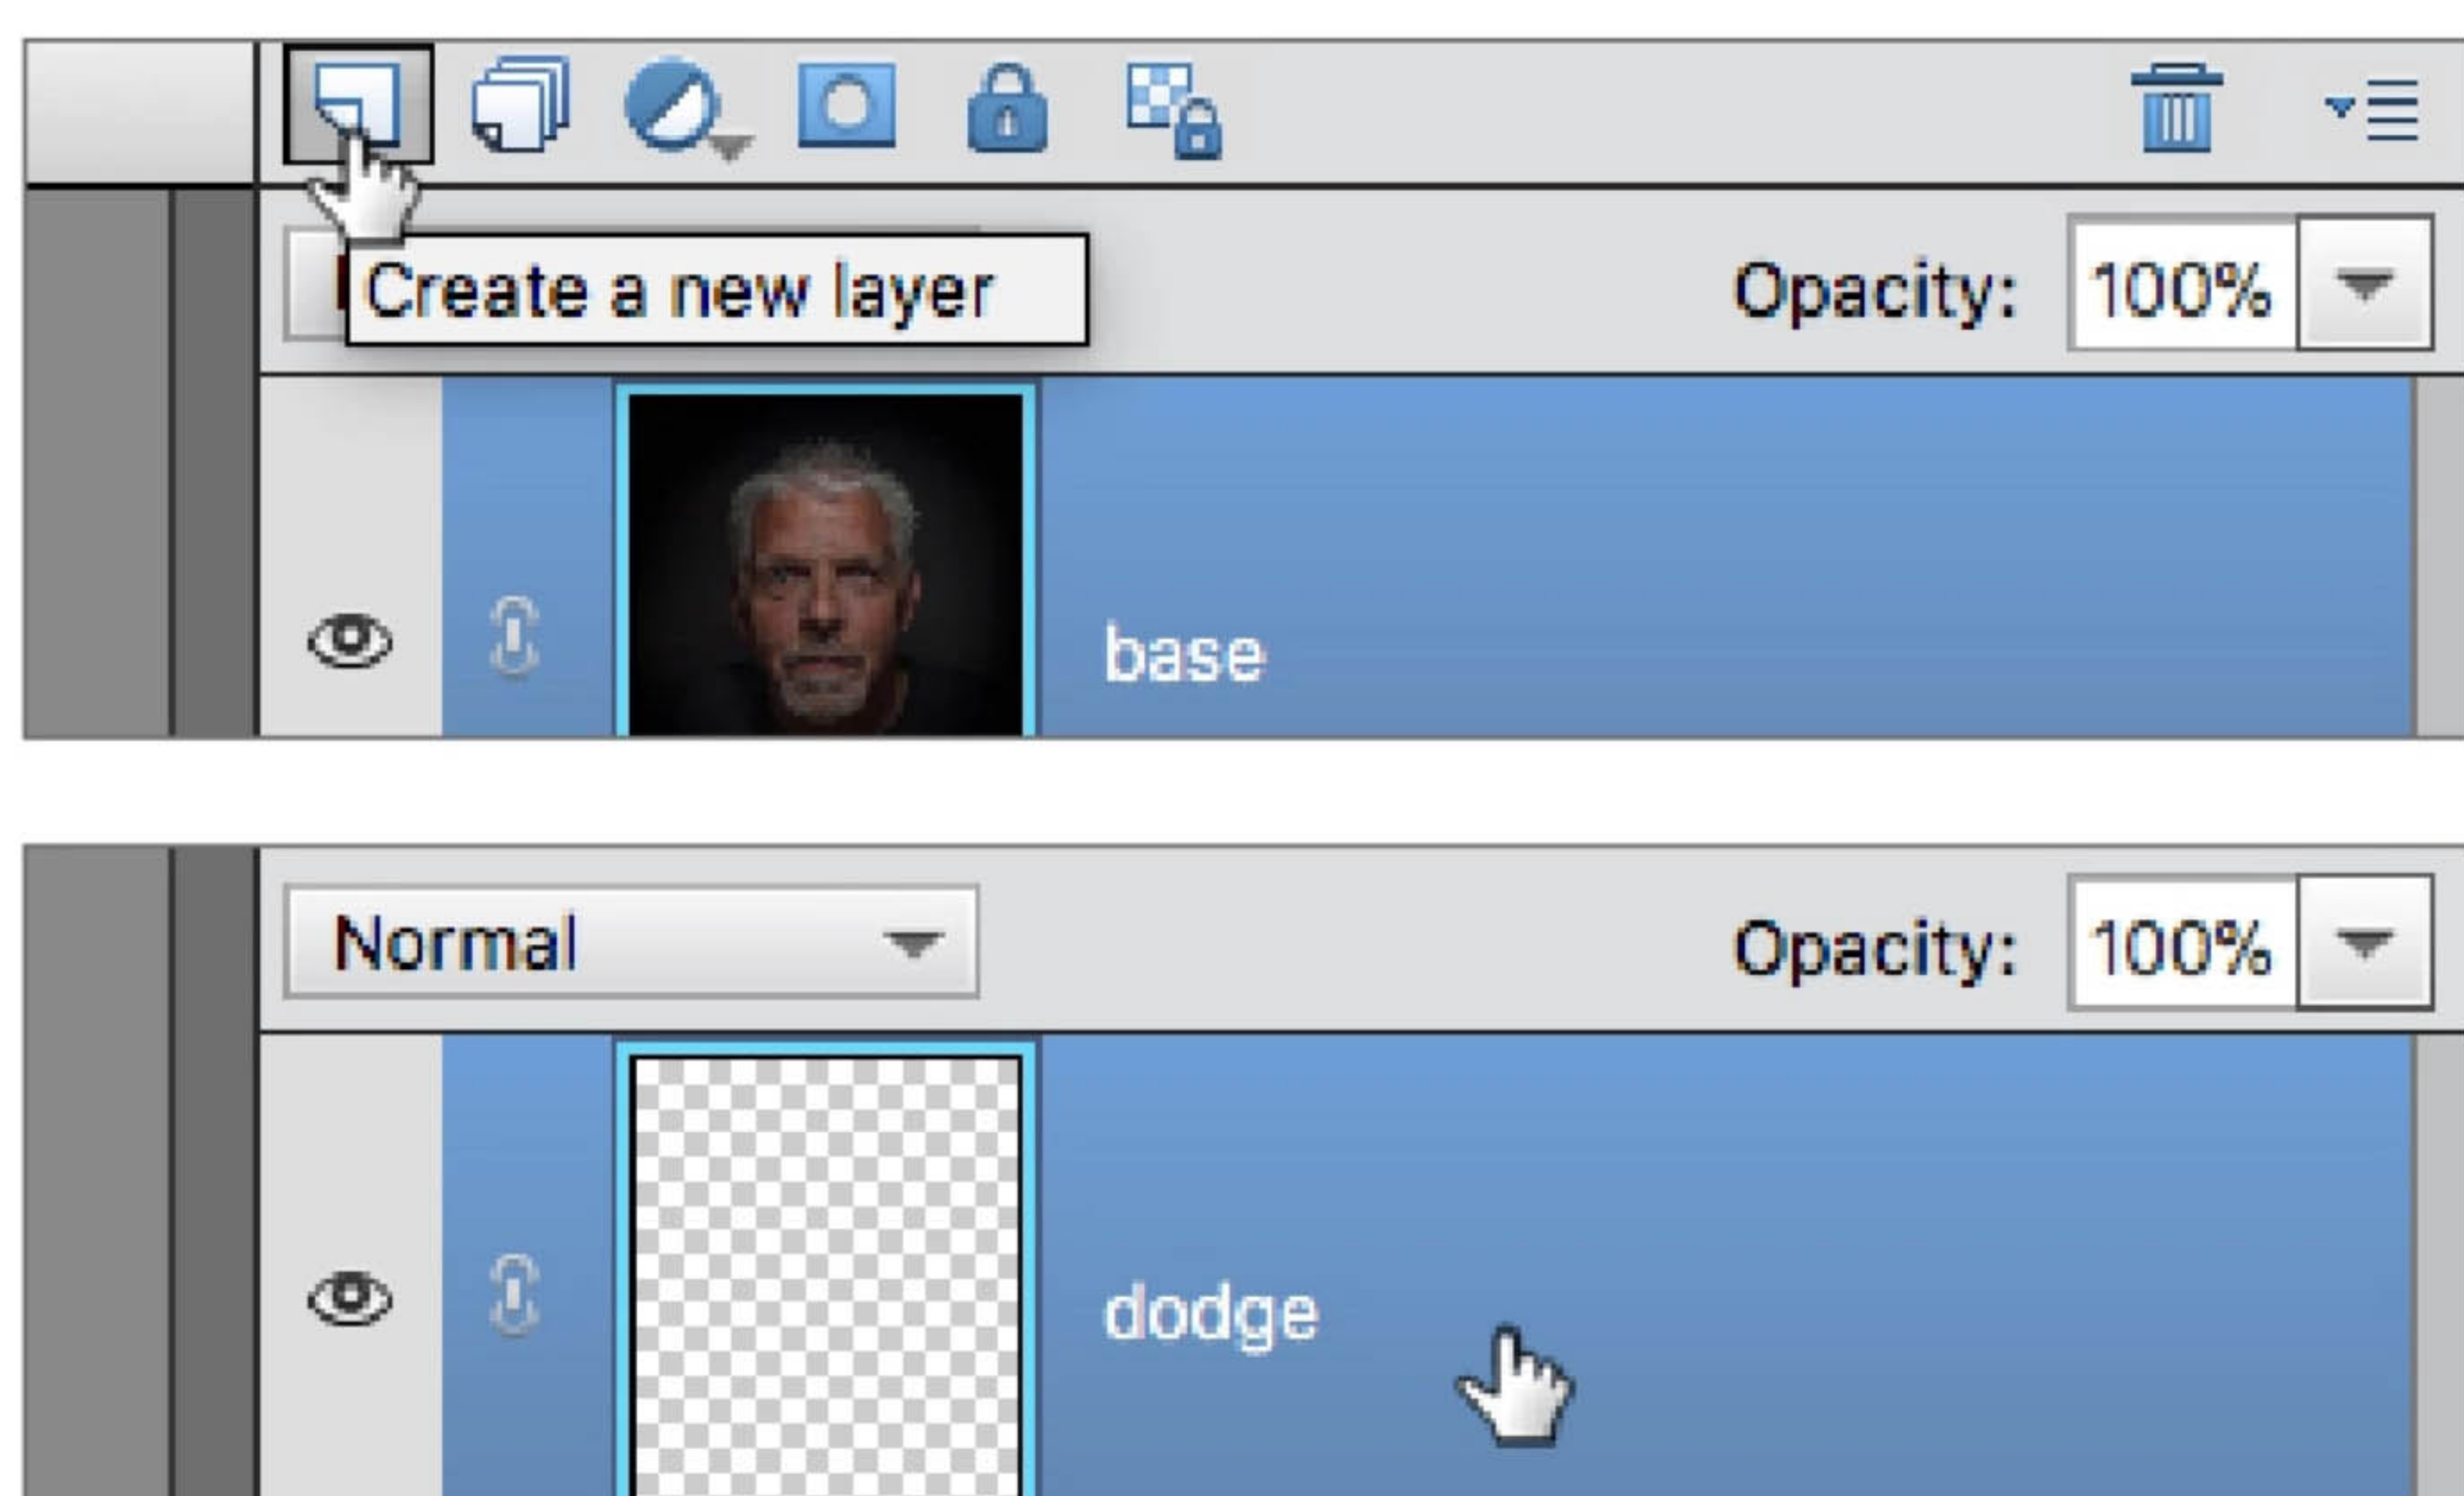 Create a new layer
Opacity: 100%
base
Normal
Opacity: 100%
dodge